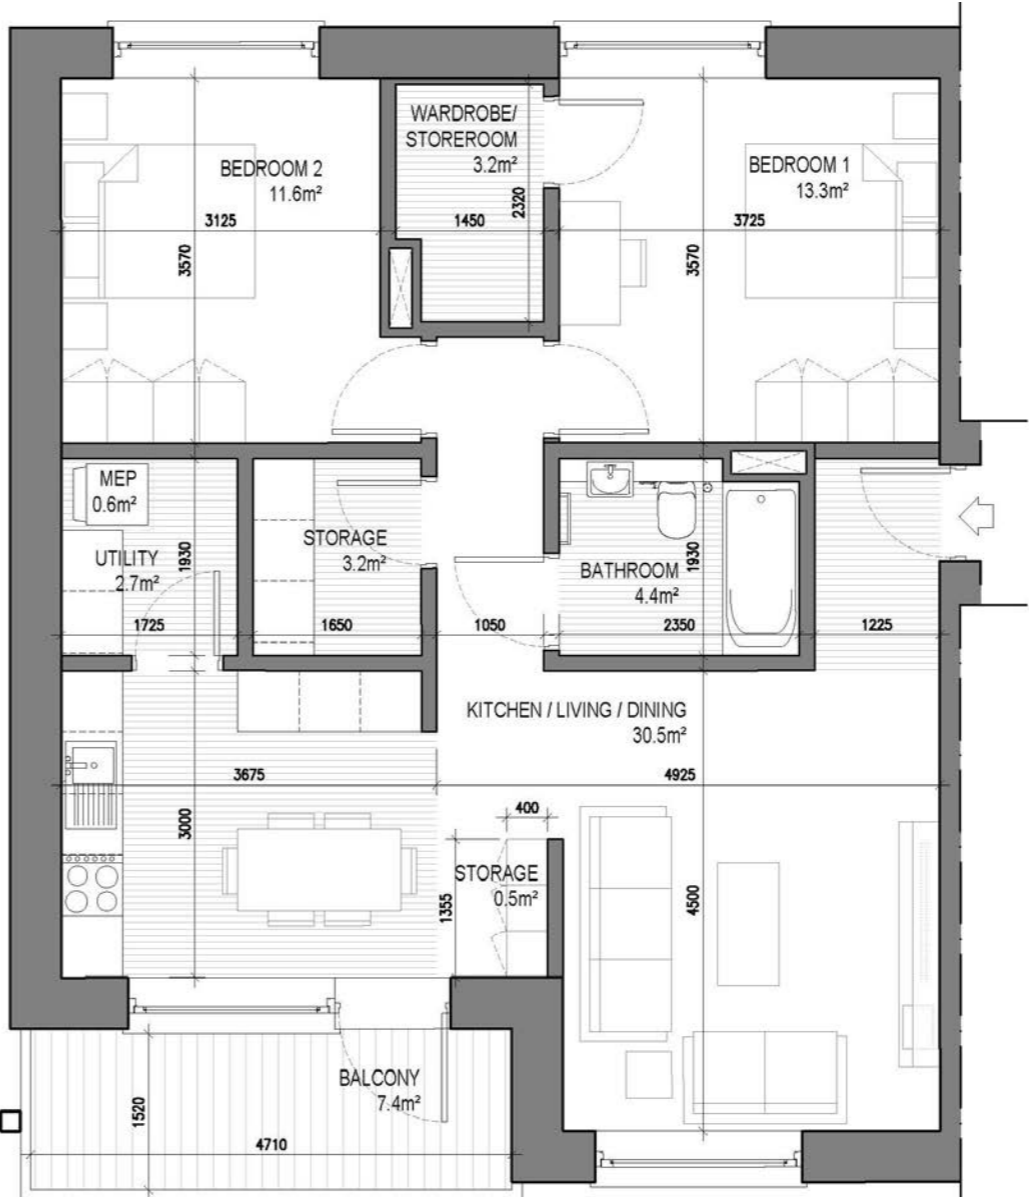 WARDROBE/
STOREROOM
3.2m²
BEDROOM 2
11.6m²
BEDROOM 1
13.3m²
3125
1450
2320
3725
3570
3570
MEP
0.6m²
UTILITY
2.7m²
1930
STORAGE
3.2m²
BATHROOM
4.4m²
1930
1725
1650
1050
2350
1225
KITCHEN / LIVING / DINING
30.5m²
3675
4925
3000
400
STORAGE
0.5m²
1355
4500
BALCONY
7.4m²
1520
4710